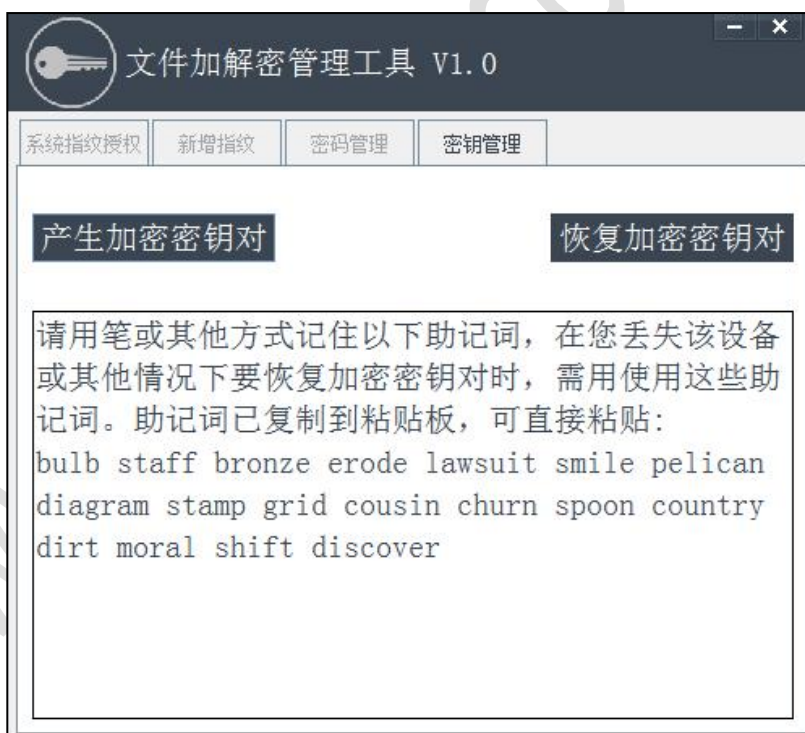 文件加解密管理工具 V1.0
系统指纹授权 新增指纹 密码管理 密钥管理
产生加密密钥对 恢复加密密钥对
请用笔或其他方式记住以下助记词，在您丢失该设备
或其他情况下要恢复加密密钥对时，需用使用这些助
记词。助记词已复制到粘贴板，可直接粘贴:
bulb staff bronze erode lawsuit smile pelican
diagram stamp grid cousin churn spoon country
dirt moral shift discover